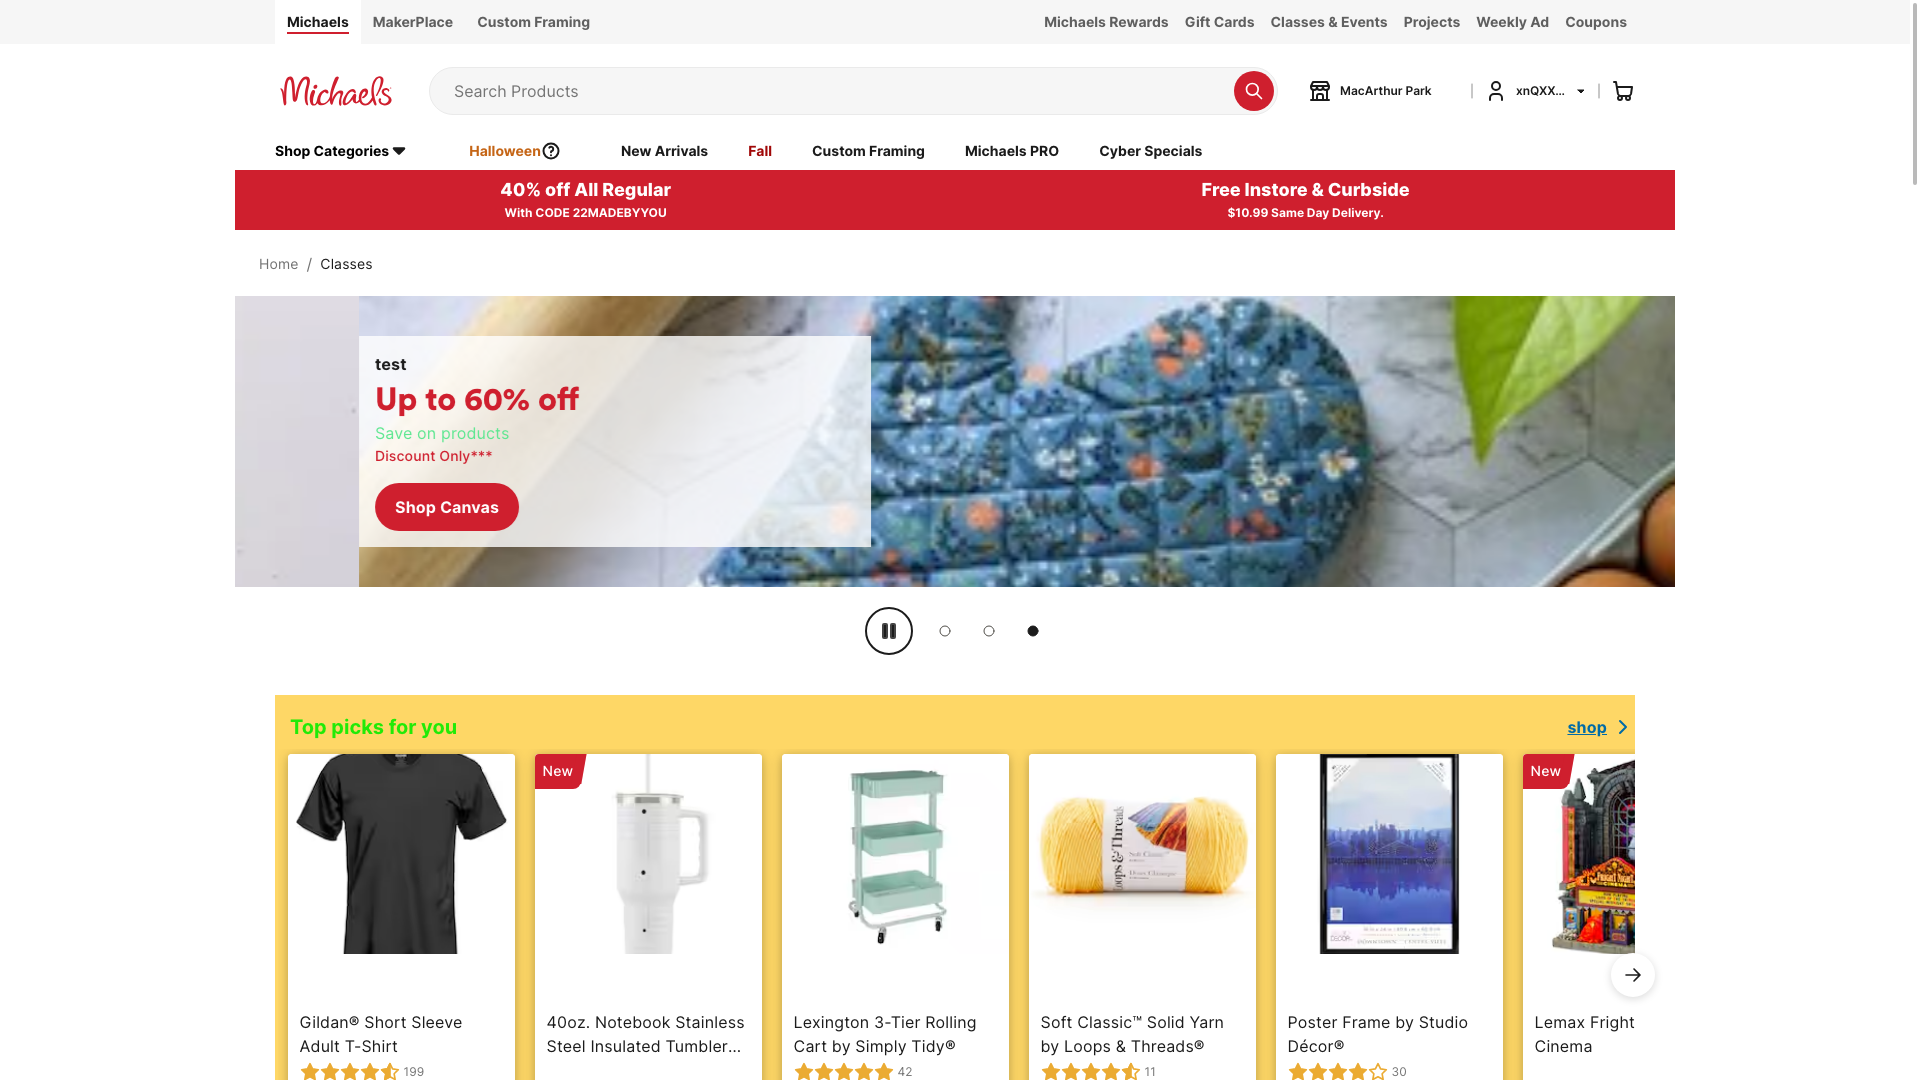 Michaels MakerPlace Custom Framing Michaels Rewards Gift Cards Classes & Events Projects Weekly Ad Coupons
Michaels Search Products MacArthur Park xnQXX...
Shop Categories Halloween New Arrivals Fall Custom Framing Michaels PRO Cyber Specials
40% off All Regular Free Instore & Curbside
With CODE 22MADEBYYOU $10.99 Same Day Delivery.
Home / Classes
test
Up to 60% off
Save on products
Discount Only***
Shop Canvas
Top picks for you shop
New New
Loops & Threads
Gildan® Short Sleeve
Adult T-Shirt
199
40oz. Notebook Stainless
Steel Insulated Tumbler...
Lexington 3-Tier Rolling
Cart by Simply Tidy®
42
Soft Classic™ Solid Yarn
by Loops & Threads®
11
Poster Frame by Studio
Décor®
30
Lemax Fright
Cinema